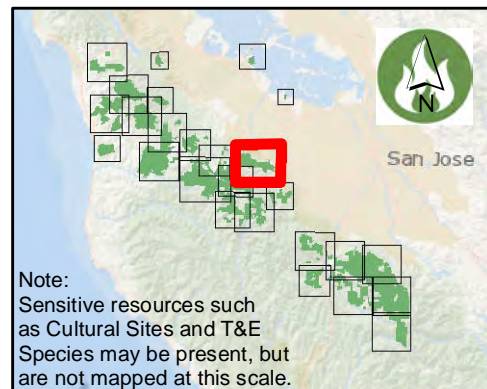 N
San Jose
Note:
Sensitive resources such
as Cultural Sites and T&E
Species may be present, but
are not mapped at this scale.